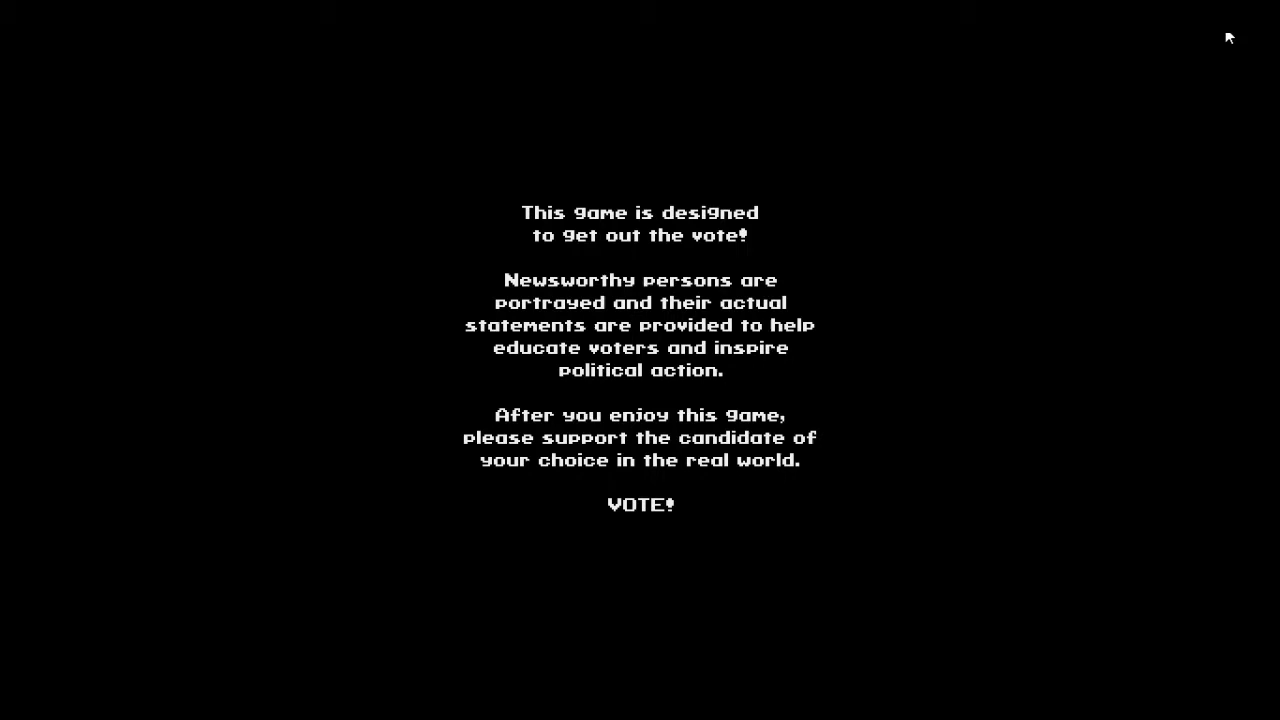 This game is designed
to get out the vote!
Newsworthy persons are
portrayed and their actual
statements are provided to help
educate voters and inspire
political action.
After you enjoy this game,
please support the candidate of
your choice in the real world.
VOTE!